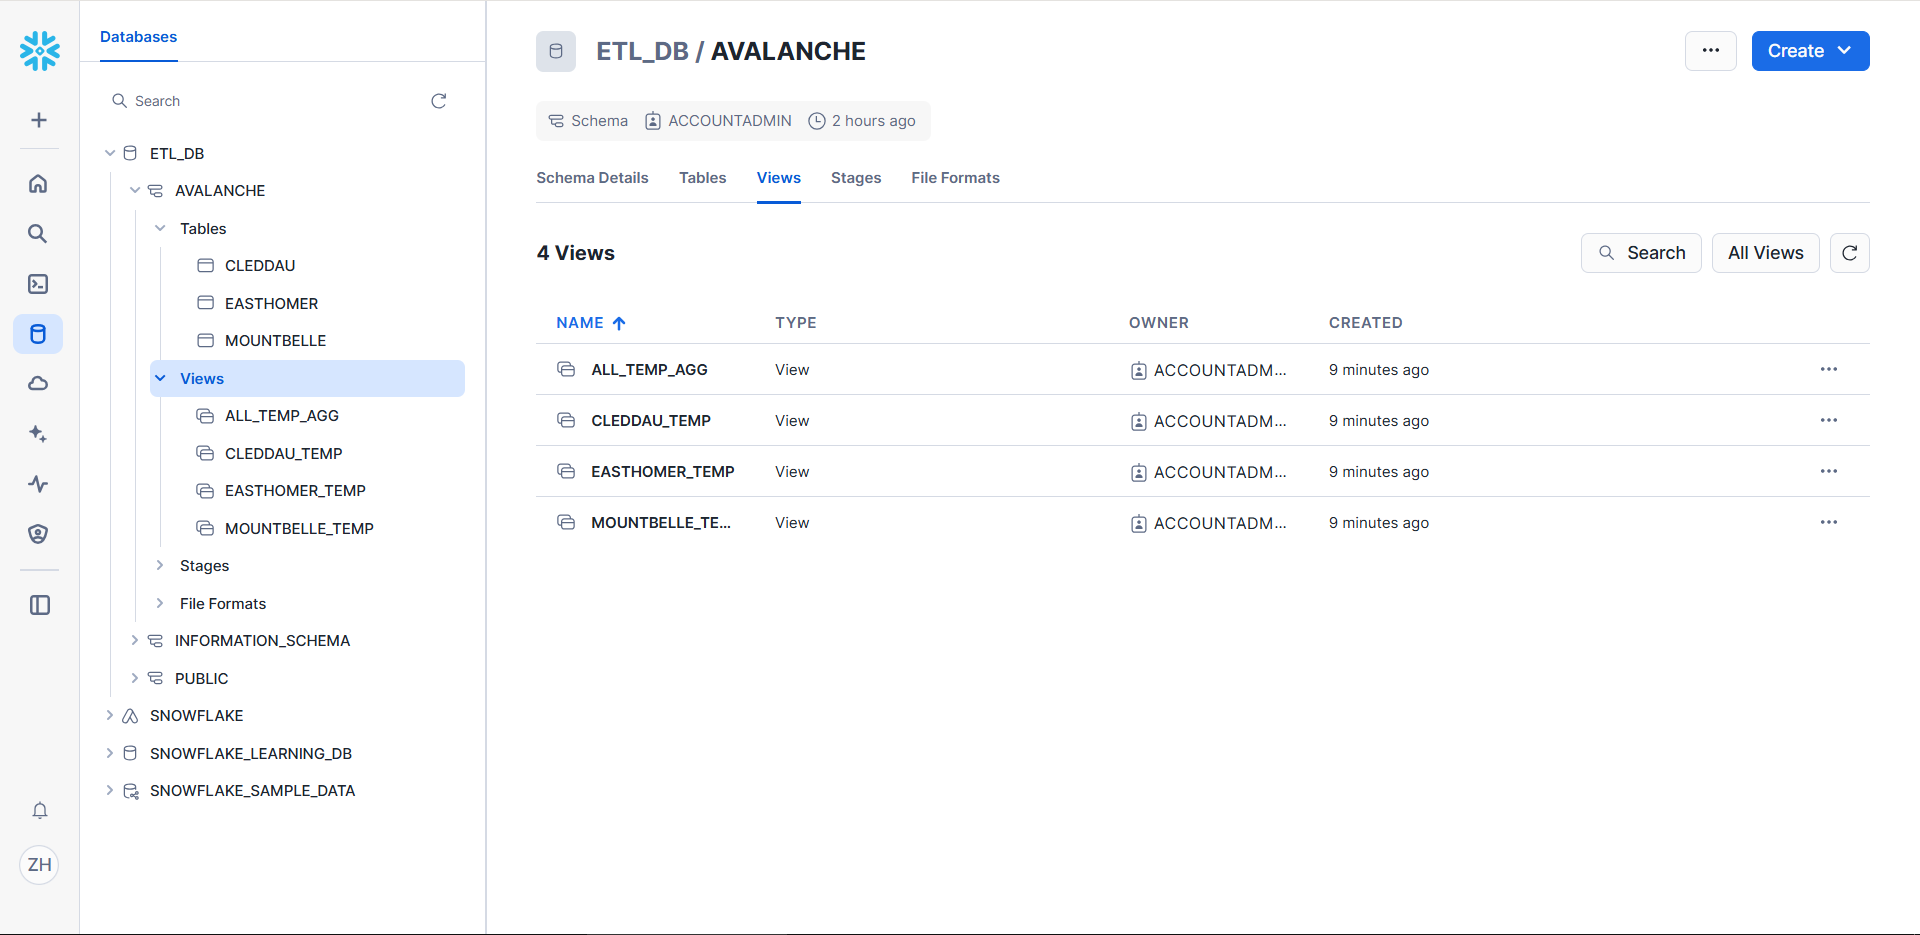 Databases
Search
ETL_DB
AVALANCHE
Tables
CLEDDAU
EASTHOMER
MOUNTBELLE
Views
ALL_TEMP_AGG
CLEDDAU_TEMP
EASTHOMER_TEMP
MOUNTBELLE_TEMP
Stages
File Formats
INFORMATION_SCHEMA
PUBLIC
SNOWFLAKE
SNOWFLAKE_LEARNING_DB
SNOWFLAKE_SAMPLE_DATA
ZH
ETL_DB / AVALANCHE
Create
Schema ACCOUNTADMIN 2 hours ago
Schema Details Tables Views Stages File Formats
4 Views
Search All Views
NAME TYPE OWNER CREATED
ALL_TEMP_AGG View ACCOUNTADM... 9 minutes ago
CLEDDAU_TEMP View ACCOUNTADM... 9 minutes ago
EASTHOMER_TEMP View ACCOUNTADM... 9 minutes ago
MOUNTBELLE_TE... View ACCOUNTADM... 9 minutes ago